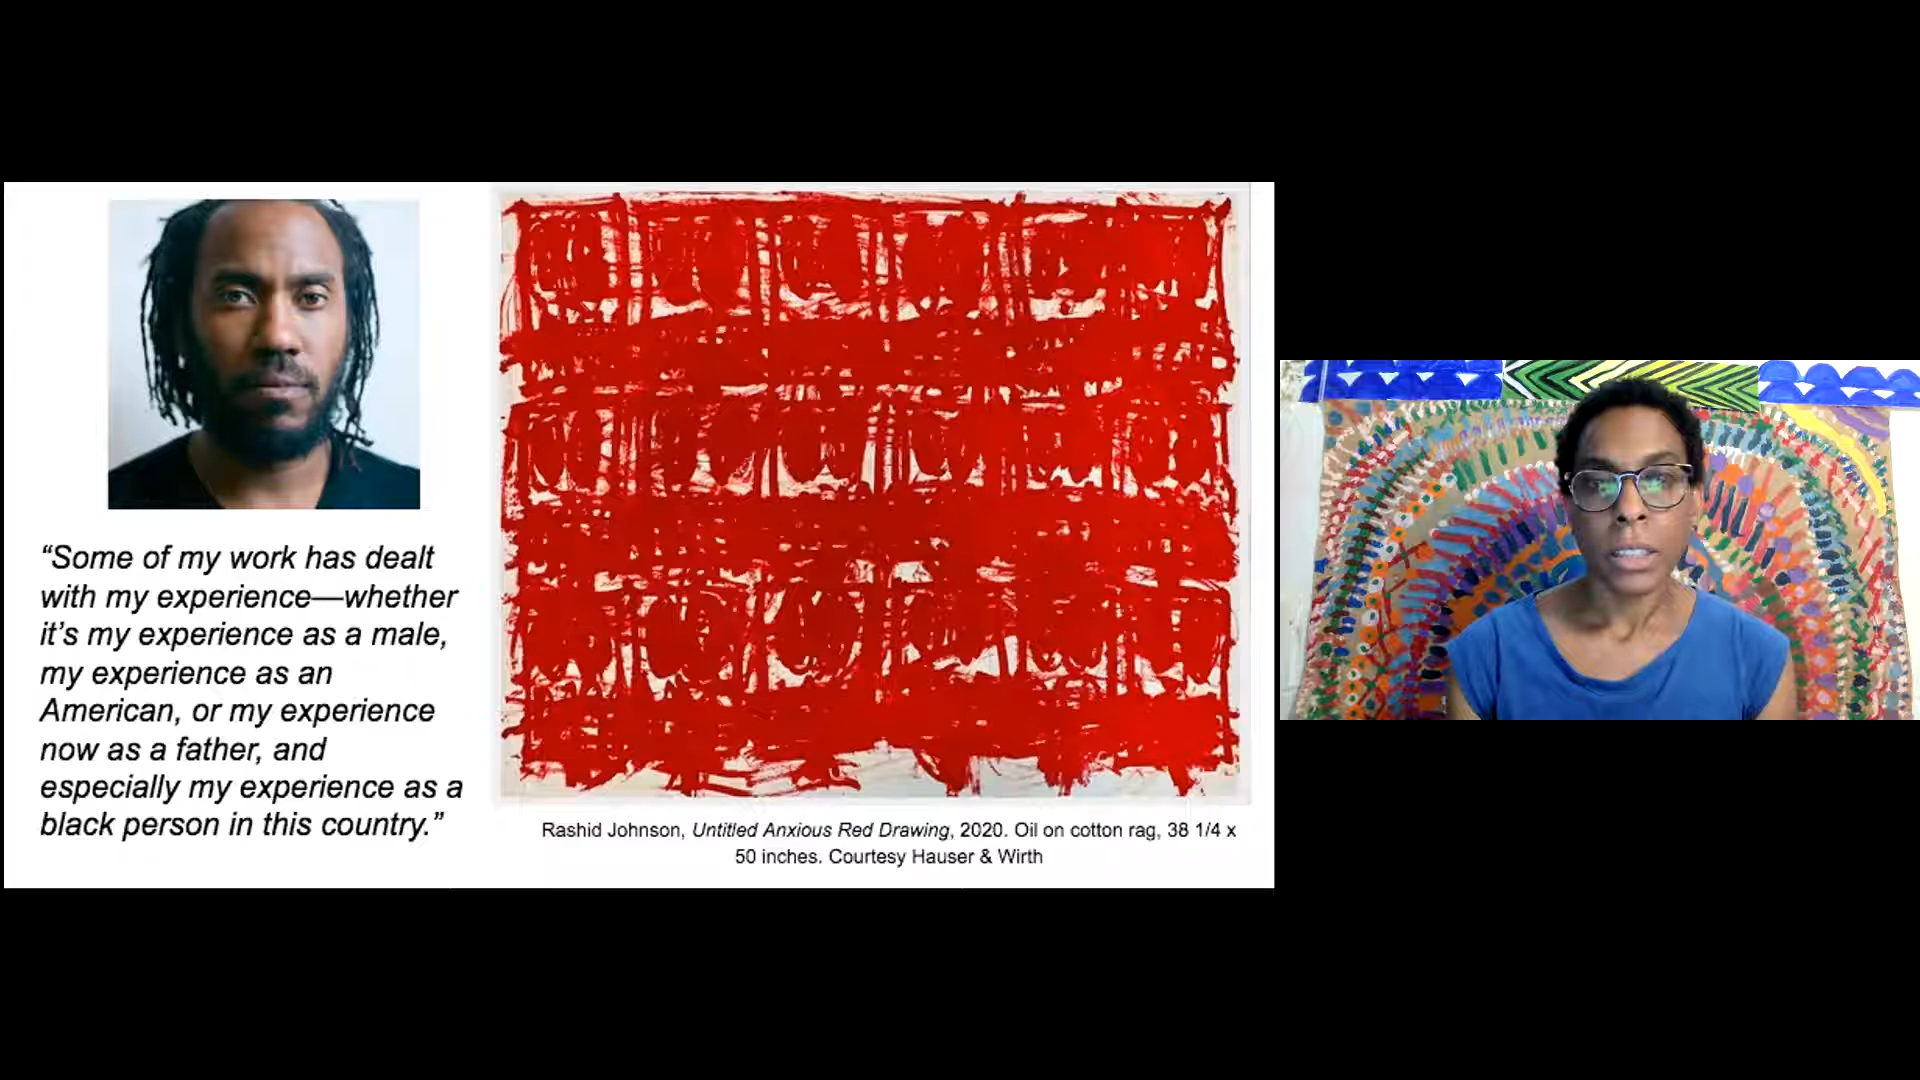 “Some of my work has dealt
with my experience—whether
it’s my experience as a male,
my experience as an
American, or my experience
now as a father, and
especially my experience as a
black person in this country.”
Rashid Johnson, Untitled Anxious Red Drawing, 2020. Oil on cotton rag, 38 1/4 x
50 inches. Courtesy Hauser & Wirth